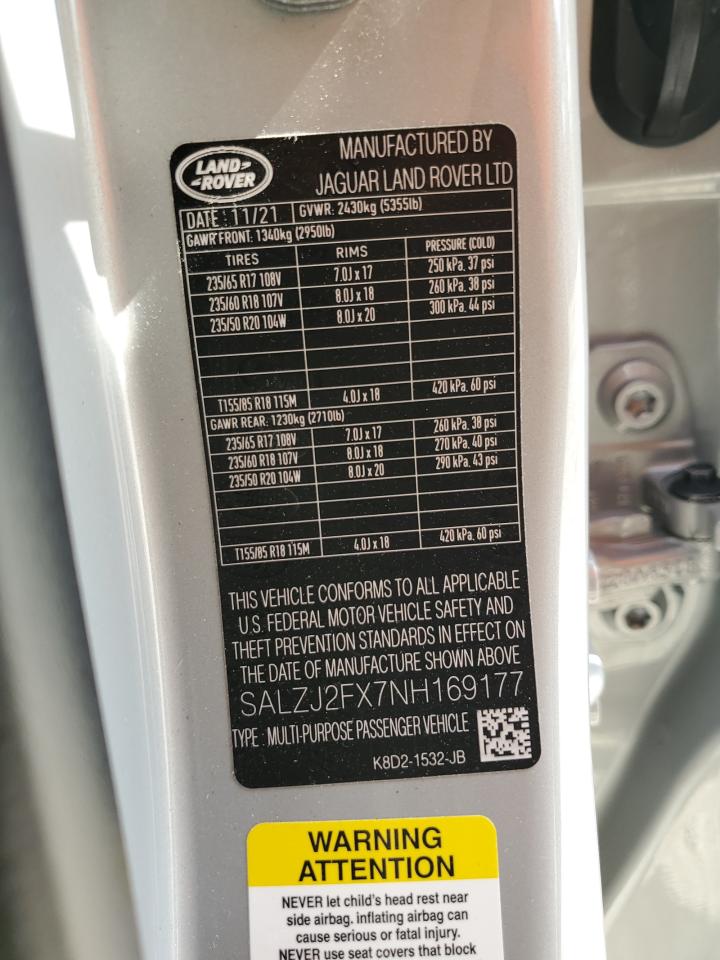 LAND
ROVER
MANUFACTURED BY
JAGUAR LAND ROVER LTD
DATE : 11/21 GVWR: 2430kg (5355lb)
GAWR FRONT: 1340kg (2950lb)
TIRES RIMS PRESSURE (COLD)
235/65 R17 108V 7.0J x 17 250 kPa. 37 psi
235/60 R18 107V 8.0J x 18 260 kPa. 38 psi
235/50 R20 104W 8.0J x 20 300 kPa. 44 psi
T155/85 R18 115M 4.0J x 18 420 kPa. 60 psi
GAWR REAR: 1230kg (2710lb)
235/65 R17 108V 7.0J x 17 260 kPa. 38 psi
235/60 R18 107V 8.0J x 18 270 kPa. 40 psi
235/50 R20 104W 8.0J x 20 290 kPa. 43 psi
T155/85 R18 115M 4.0J x 18 420 kPa. 60 psi
THIS VEHICLE CONFORMS TO ALL APPLICABLE
U.S. FEDERAL MOTOR VEHICLE SAFETY AND
THEFT PREVENTION STANDARDS IN EFFECT ON
THE DATE OF MANUFACTURE SHOWN ABOVE
SALZJ2FX7NH169177
TYPE : MULTI-PURPOSE PASSENGER VEHICLE
K8D2-1532-JB
WARNING
ATTENTION
NEVER let child's head rest near
side airbag. inflating airbag can
cause serious or fatal injury.
NEVER use seat covers that block